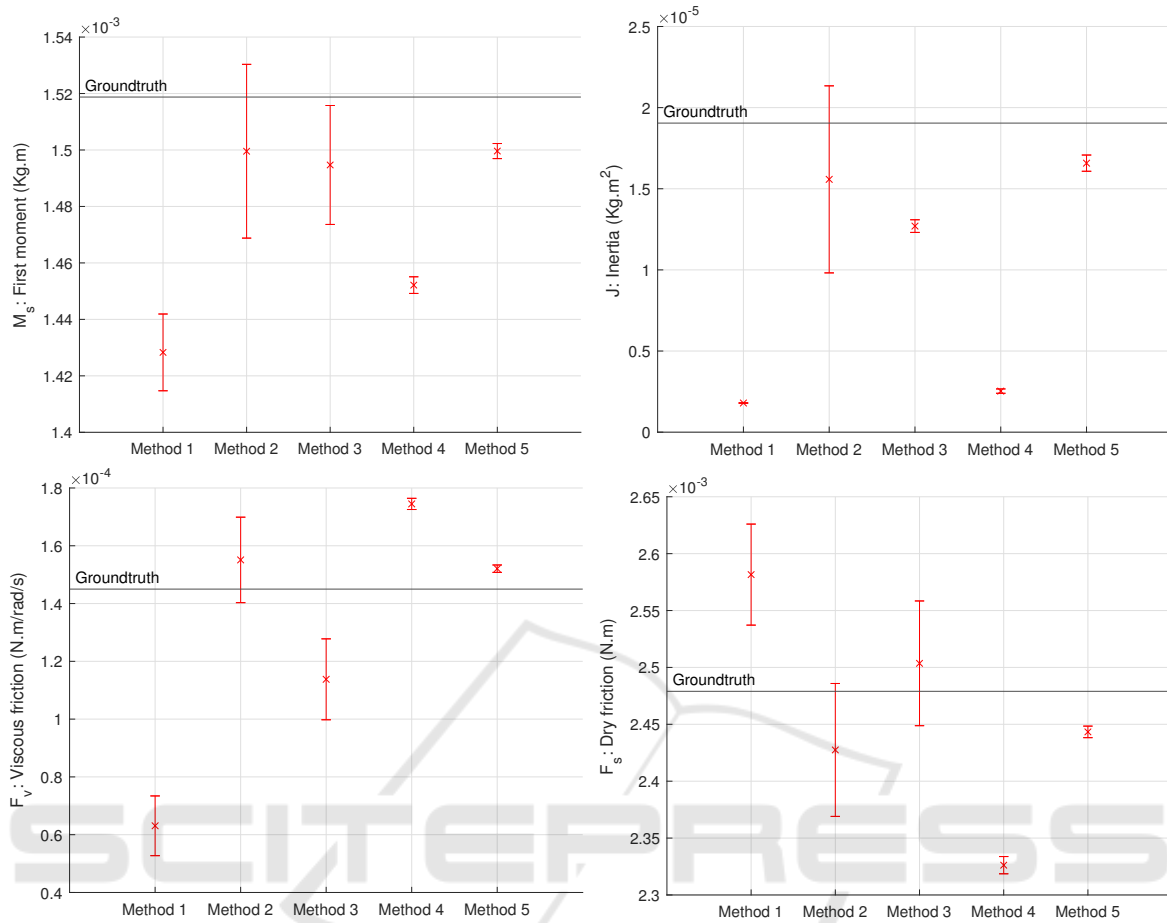 ×10⁻³
1.54
1.52
1.5
1.48
1.46
1.44
1.42
1.4
M_s: First moment (Kg.m)
Groundtruth
Method 1 Method 2 Method 3 Method 4 Method 5
×10⁻⁵
2.5
2
1.5
1
0.5
0
J: Inertia (Kg.m²)
Groundtruth
Method 1 Method 2 Method 3 Method 4 Method 5
×10⁻⁴
1.8
1.6
1.4
1.2
1
0.8
0.6
0.4
F_v: Viscous friction (N.m/rad/s)
Groundtruth
Method 1 Method 2 Method 3 Method 4 Method 5
×10⁻³
2.65
2.6
2.55
2.5
2.45
2.4
2.35
2.3
F_s: Dry friction (N.m)
Groundtruth
Method 1 Method 2 Method 3 Method 4 Method 5
SCITEPRESS